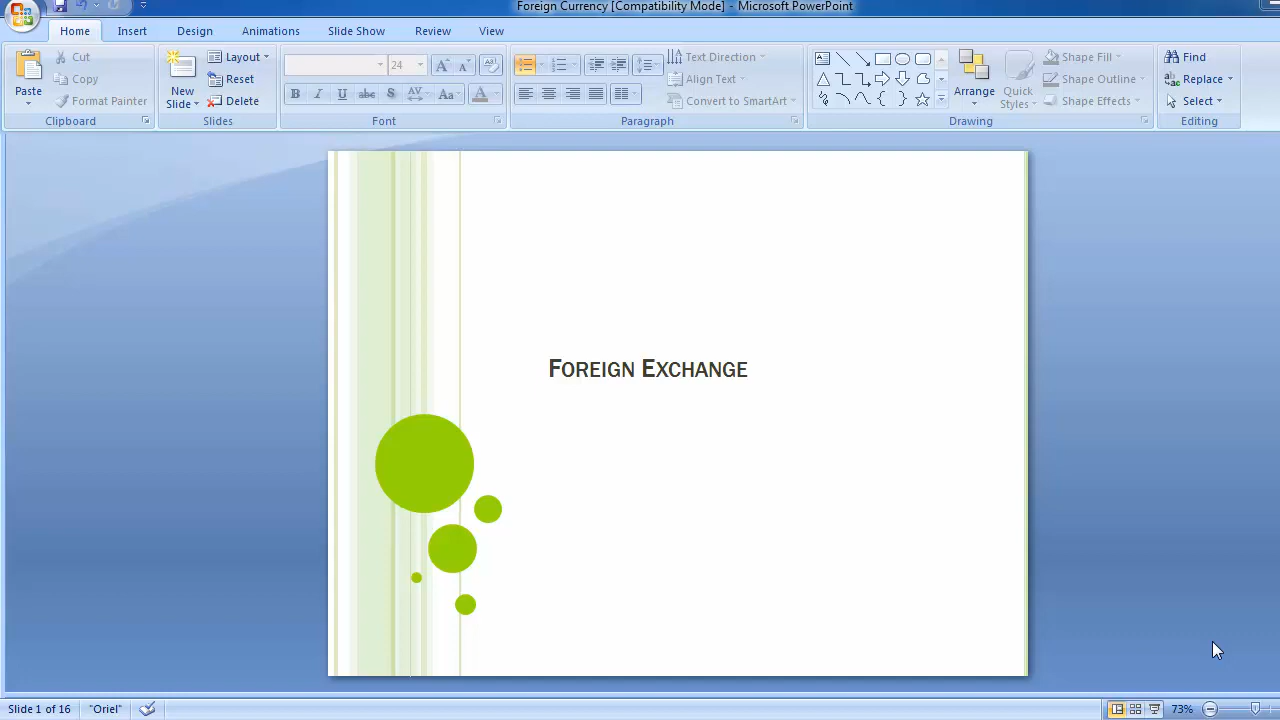 Foreign Currency [Compatibility Mode] - Microsoft PowerPoint
Home Insert Design Animations Slide Show Review View
Paste
Cut
Copy
Format Painter
Clipboard
New Slide
Layout
Reset
Delete
Slides
24
B I U abc S AV Aa A
Font
Text Direction
Align Text
Convert to SmartArt
Paragraph
Arrange
Quick Styles
Shape Fill
Shape Outline
Shape Effects
Drawing
Find
Replace
Select
Editing
FOREIGN EXCHANGE
Slide 1 of 16 "Oriel" 73%